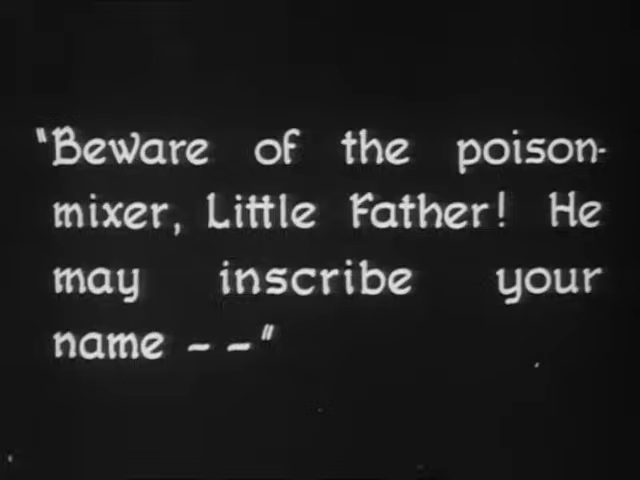 "Beware of the poison-
mixer, Little Father! He
may inscribe your
name -- --"